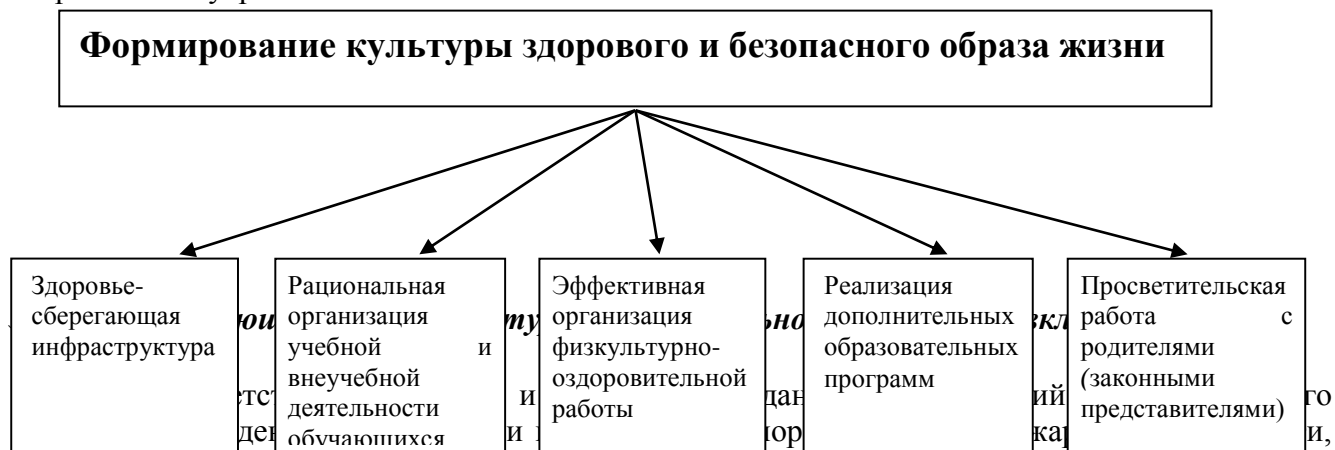 Формирование культуры здорового и безопасного образа жизни
Здоровье-
сберегающая
инфраструктура
Рациональная
организация
учебной и
внеучебной
деятельности
обучающихся
Эффективная
организация
физкультурно-
оздоровительной
работы
Реализация
дополнительных
образовательных
программ
Просветительская
работа с
родителями
(законными
представителями)